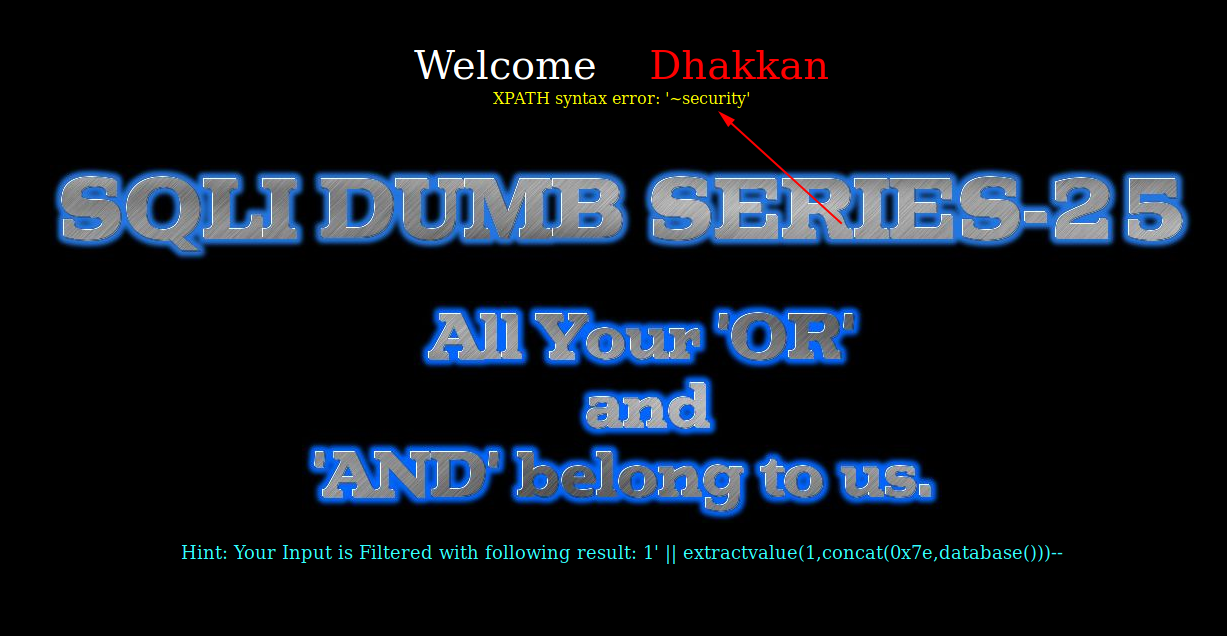 Welcome Dhakkan
XPATH syntax error: '~security'
SQLI DUMB SERIES-25
All Your 'OR'
and
'AND' belong to us.
Hint: Your Input is Filtered with following result: 1' || extractvalue(1,concat(0x7e,database()))--